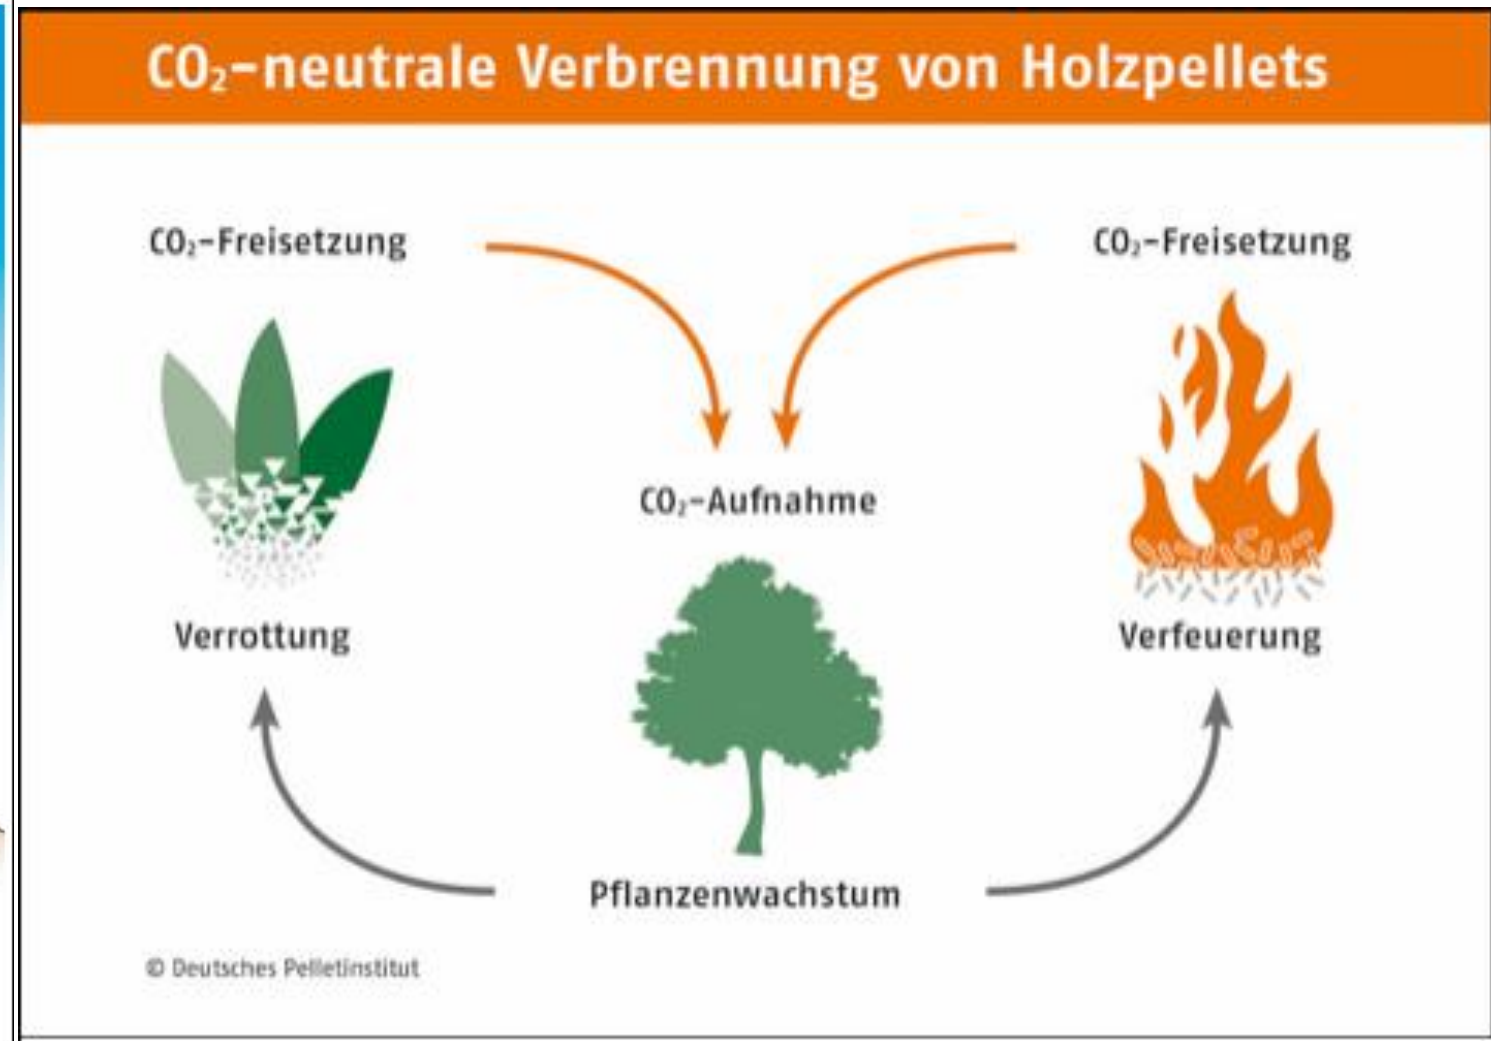 CO₂-neutrale Verbrennung von Holzpellets
CO₂-Freisetzung
CO₂-Freisetzung
CO₂-Aufnahme
Verrottung
Verfeuerung
Pflanzenwachstum
© Deutsches Pelletinstitut